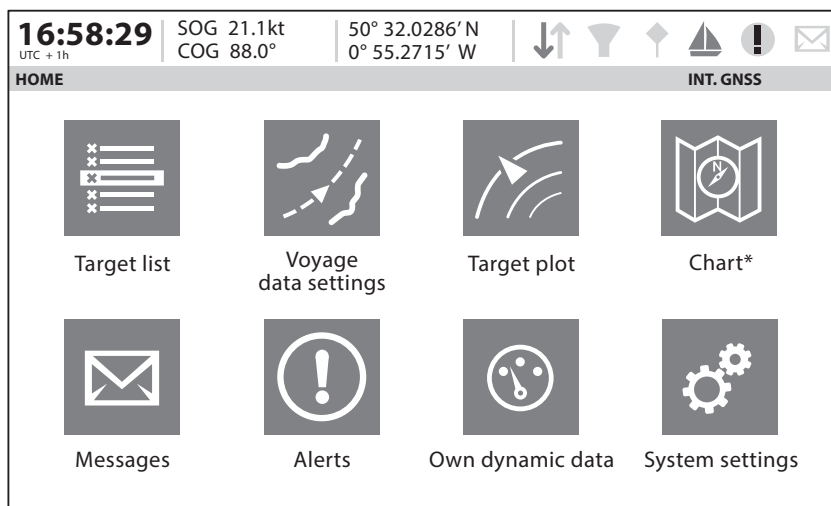 16:58:29
UTC + 1h
SOG 21.1kt
COG 88.0°
50° 32.0286’ N
0° 55.2715’ W
HOME
INT. GNSS
N
Target list
Voyage
data settings
Target plot
Chart*
Messages
Alerts
Own dynamic data
System settings